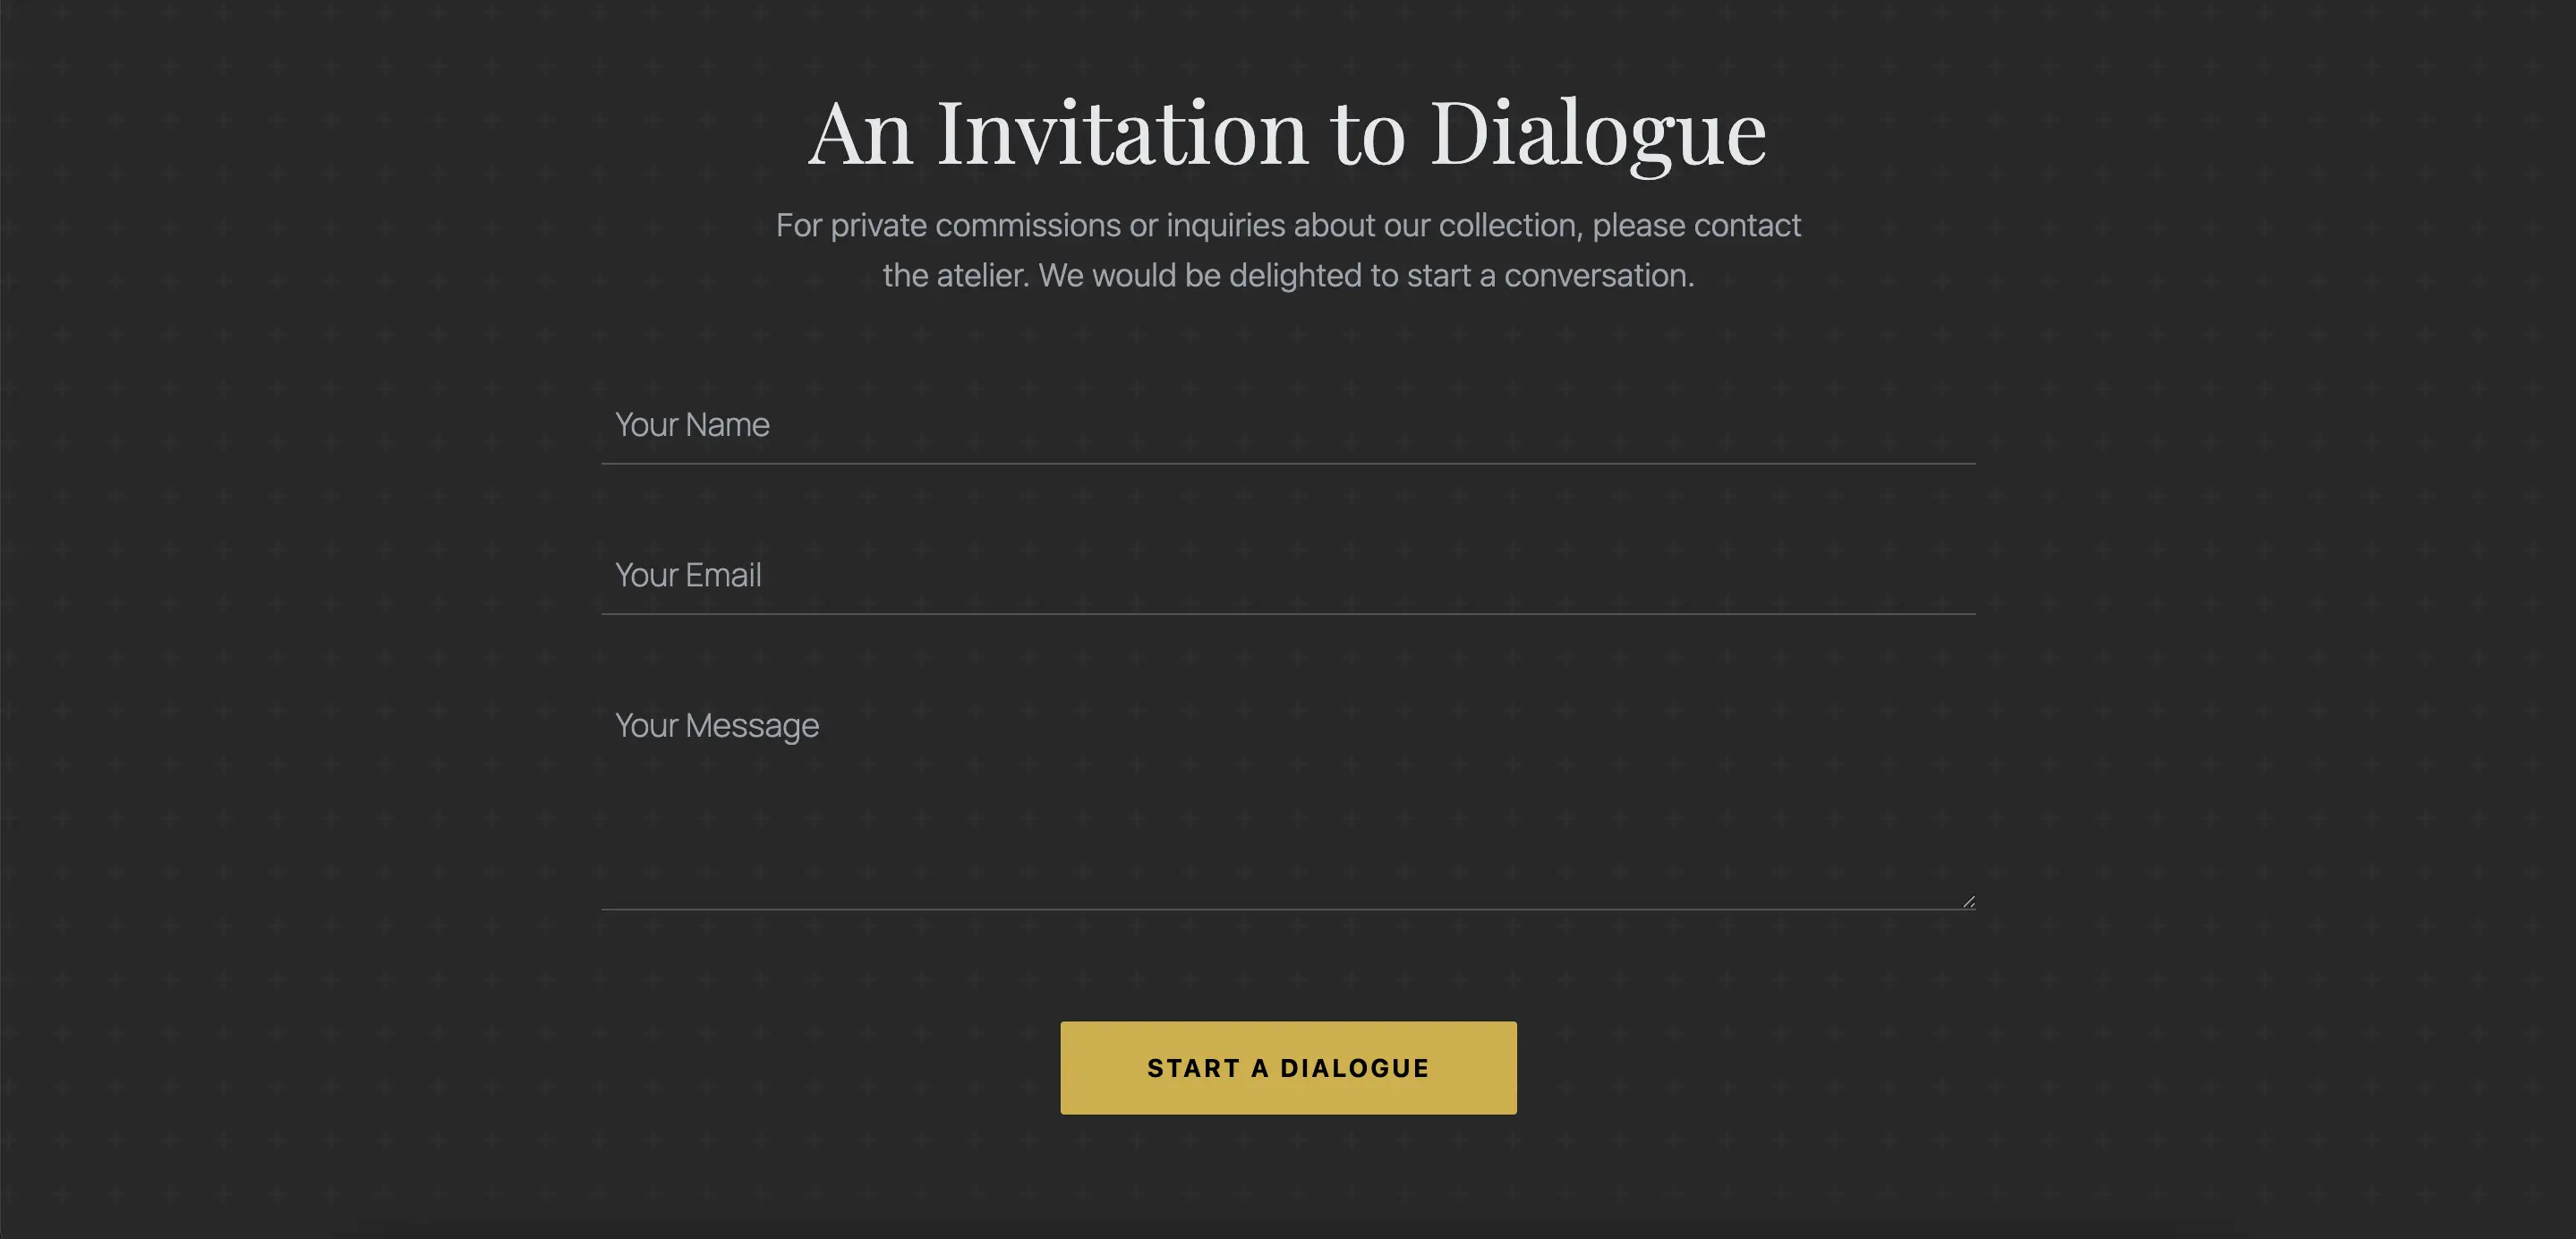 An Invitation to Dialogue
For private commissions or inquiries about our collection, please contact
the atelier. We would be delighted to start a conversation.
Your Name
Your Email
Your Message
START A DIALOGUE